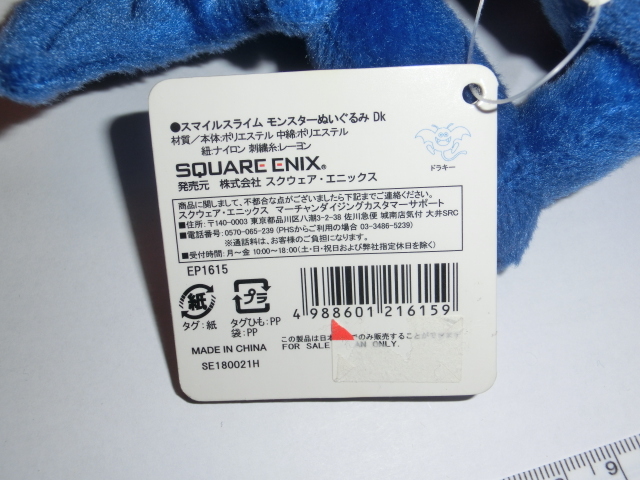 ●スマイルスライム モンスターぬいぐるみ Dk
材質/本体:ポリエステル 中綿:ポリエステル
紐:ナイロン 刺繍糸:レーヨン
SQUARE ENIX®
発売元 株式会社 スクウェア・エニックス
ドラキー
商品に関しまして、不都合な点がございましたら下記までご連絡ください。
スクウェア・エニックス マーチャンダイジングカスタマーサポート
■住所: 〒140-0003 東京都品川区八潮3-2-38 佐川急便 城南店気付 大井SRC
■電話番号: 0570-065-239 (PHSからご利用の場合 03-3486-5239)
※通話料は、お客様のご負担になります。
■受付時間: 月~金 10:00~18:00(土・日・祝日および弊社指定休日を除く)
EP1615
紙
タグ:紙
プラ
タグひも:PP
袋:PP
4 988601 216159
この製品は日本でのみ販売すること
FOR SALE AN ONLY.
MADE IN CHINA
SE180021H
9